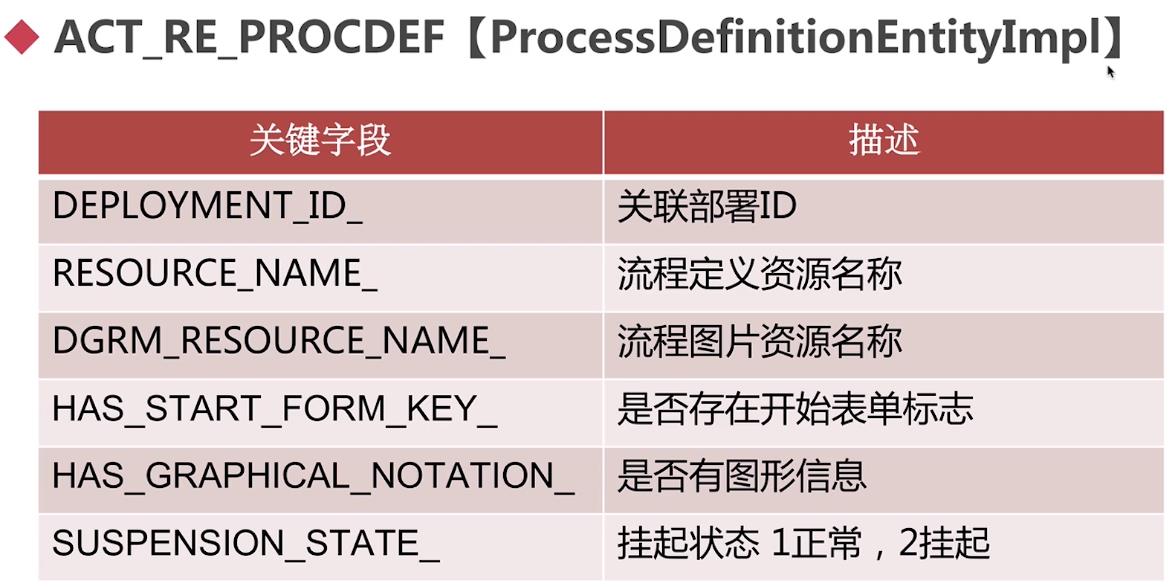 ACT_RE_PROCDEF【ProcessDefinitionEntityImpl】
关键字段 描述
DEPLOYMENT_ID_ 关联部署ID
RESOURCE_NAME_ 流程定义资源名称
DGRM_RESOURCE_NAME_ 流程图片资源名称
HAS_START_FORM_KEY_ 是否存在开始表单标志
HAS_GRAPHICAL_NOTATION_ 是否有图形信息
SUSPENSION_STATE_ 挂起状态 1正常，2挂起